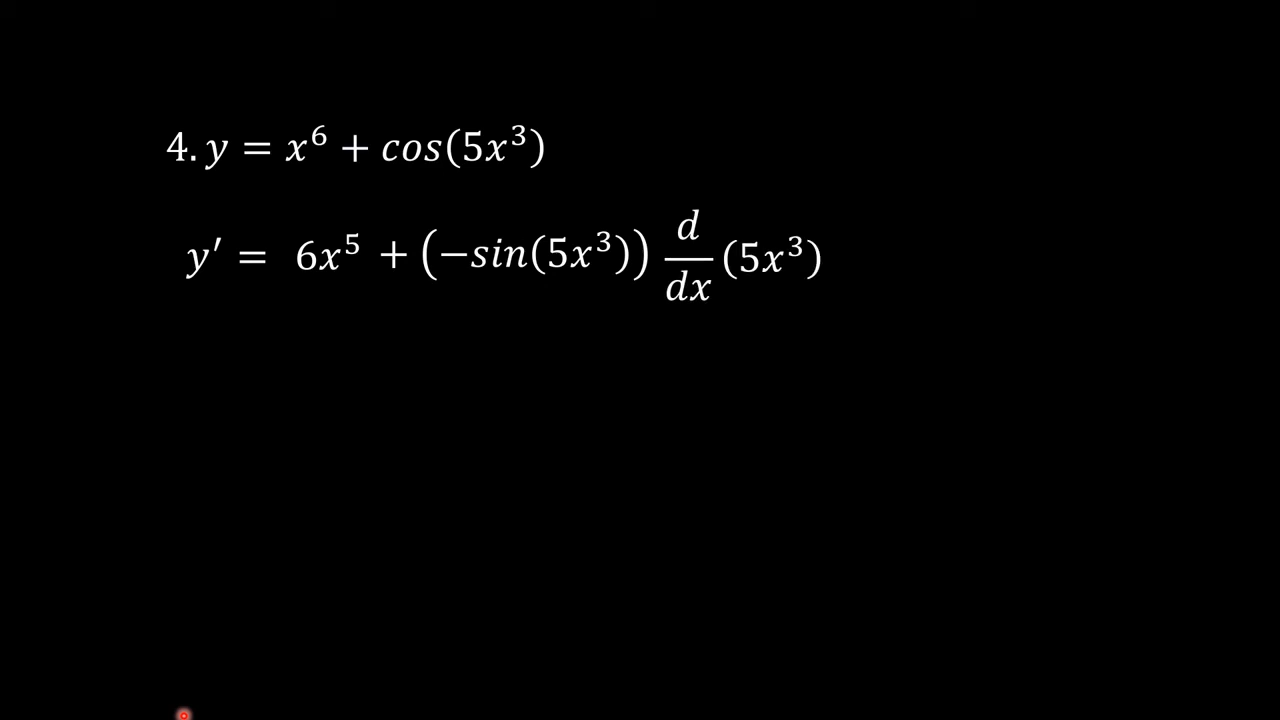 4. y = x⁶ + cos(5x³)
y′ = 6x⁵ + (−sin(5x³)) d/dx (5x³)